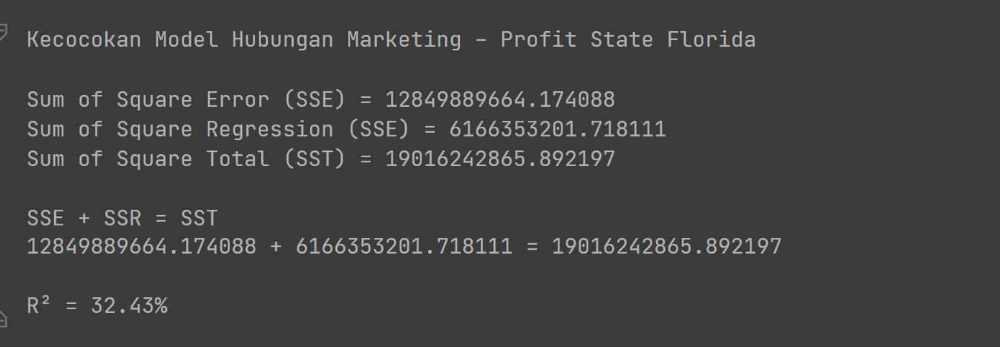 Kecocokan Model Hubungan Marketing - Profit State Florida
Sum of Square Error (SSE) = 12849889664.174088
Sum of Square Regression (SSE) = 6166353201.718111
Sum of Square Total (SST) = 19016242865.892197
SSE + SSR = SST
12849889664.174088 + 6166353201.718111 = 19016242865.892197
R² = 32.43%